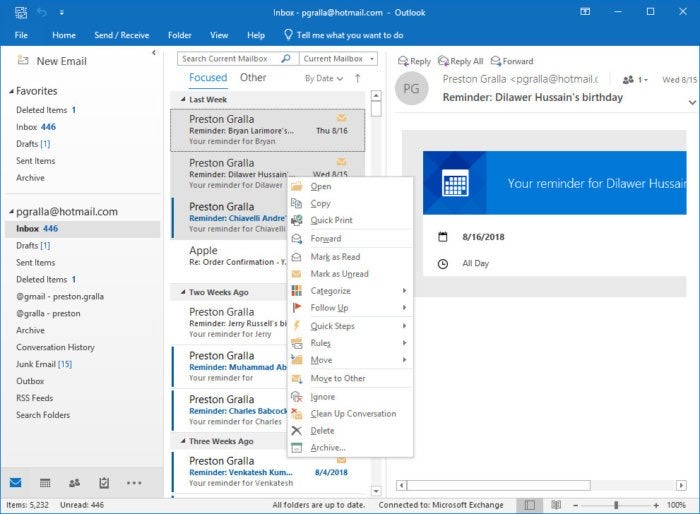 Inbox - pgralla@hotmail.com - Outlook
File Home Send / Receive Folder View Help Tell me what you want to do
New Email
Favorites
Deleted Items 1
Inbox 446
Drafts [1]
Sent Items
Archive
pgralla@hotmail.com
Inbox 446
Drafts [1]
Sent Items
Deleted Items 1
@gmail - preston.gralla
@gralla - preston
Archive
Conversation History
Junk Email [15]
Outbox
RSS Feeds
Search Folders
Search Current Mailbox Current Mailbox
Focused Other By Date
Last Week
Preston Gralla
Reminder: Bryan Larimore's... Thu 8/16
Your reminder for Bryan
Preston Gralla
Reminder: Dilawer Hussain'... Wed 8/15
Your reminder for Dilawer
Preston Gralla
Reminder: Chiavelli Andre'
Your reminder for Chiavelli
Apple
Re: Order Confirmation - Y
Two Weeks Ago
Preston Gralla
Reminder: Jerry Russell's bi
Your reminder for Jerry
Preston Gralla
Reminder: Muhammad Ab
Your reminder for
Preston Gralla
Reminder: Charles Babcock
Your reminder for Charles
Three Weeks Ago
Preston Gralla
Reminder: Venkatesh Kum... 8/4/2018
Your reminder for Venkatesh
Open
Copy
Quick Print
Forward
Mark as Read
Mark as Unread
Categorize
Follow Up
Quick Steps
Rules
Move
Move to Other
Ignore
Clean Up Conversation
Delete
Archive...
Reply Reply All Forward
PG
Preston Gralla <pgralla@hotmail.c 1 Wed 8/15
Reminder: Dilawer Hussain's birthday
Your reminder for Dilawer Hussain
8/16/2018
All Day
Items: 5,232 Unread: 446 All folders are up to date. Connected to: Microsoft Exchange 100%